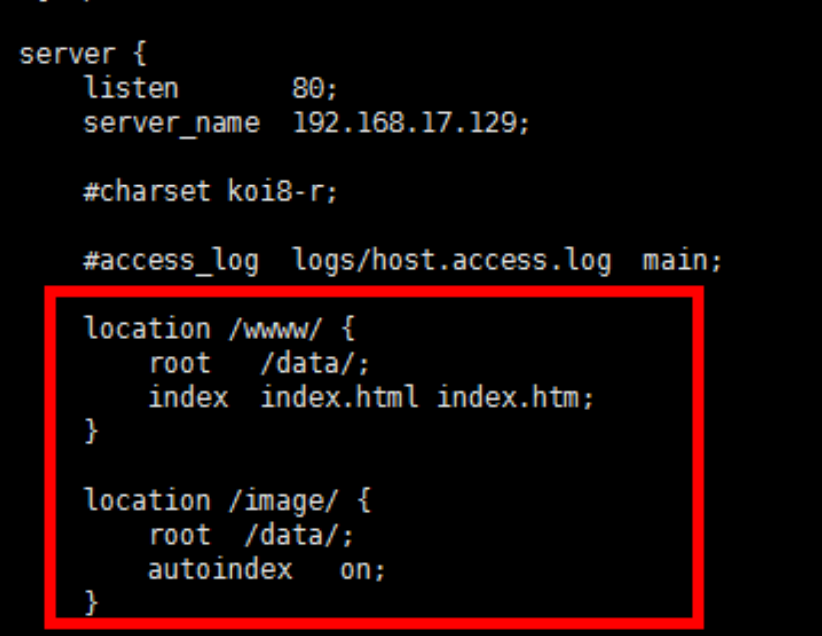 server {
    listen       80;
    server_name  192.168.17.129;
    #charset koi8-r;
    #access_log  logs/host.access.log  main;
    location /www/ {
        root   /data/;
        index  index.html index.htm;
    }
    location /image/ {
        root  /data/;
        autoindex   on;
    }